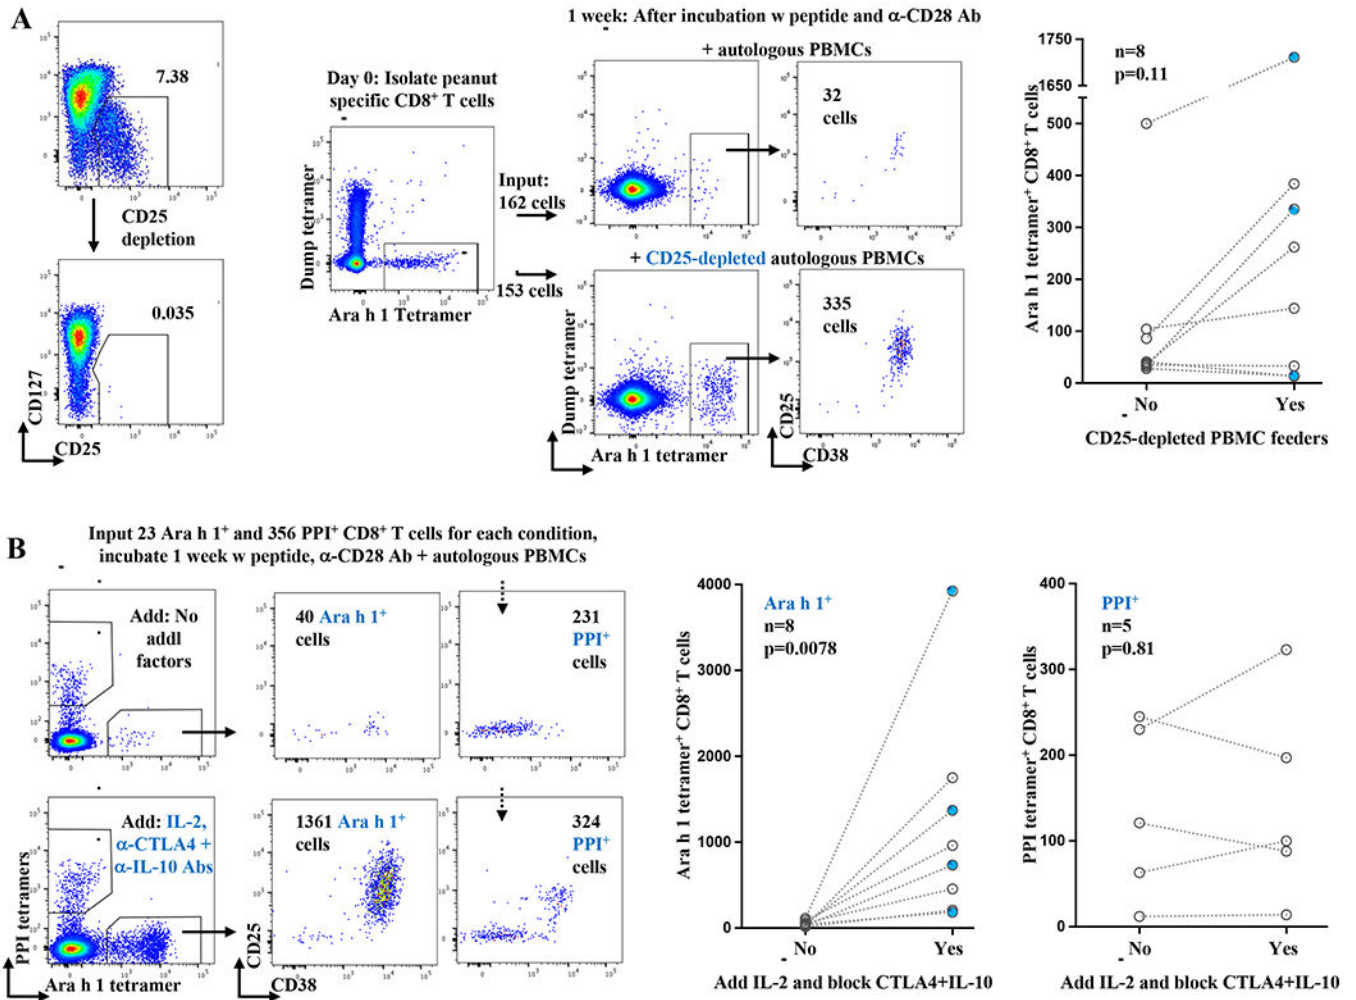 A
7.38
CD25
depletion
0.035
CD127
CD25
Day 0: Isolate peanut
specific CD8+ T cells
Dump tetramer
Ara h 1 Tetramer
Input:
162 cells
153 cells
1 week: After incubation w peptide and α-CD28 Ab
+ autologous PBMCs
32
cells
+ CD25-depleted autologous PBMCs
335
cells
Dump tetramer
Ara h 1 tetramer
CD25
CD38
n=8
p=0.11
1750
1650
500
400
300
200
100
0
Ara h 1 tetramer+ CD8+ T cells
No
Yes
CD25-depleted PBMC feeders
B
Input 23 Ara h 1+ and 356 PPI+ CD8+ T cells for each condition,
incubate 1 week w peptide, α-CD28 Ab + autologous PBMCs
Add: No
addl
factors
40 Ara h 1+
cells
231
PPI+
cells
Add: IL-2,
α-CTLA4 +
α-IL-10 Abs
1361 Ara h 1+
cells
324
PPI+
cells
PPI tetramers
Ara h 1 tetramer
CD25
CD38
Ara h 1+
n=8
p=0.0078
4000
3000
2000
1000
0
Ara h 1 tetramer+ CD8+ T cells
No
Yes
Add IL-2 and block CTLA4+IL-10
PPI+
n=5
p=0.81
400
300
200
100
0
PPI tetramer+ CD8+ T cells
No
Yes
Add IL-2 and block CTLA4+IL-10